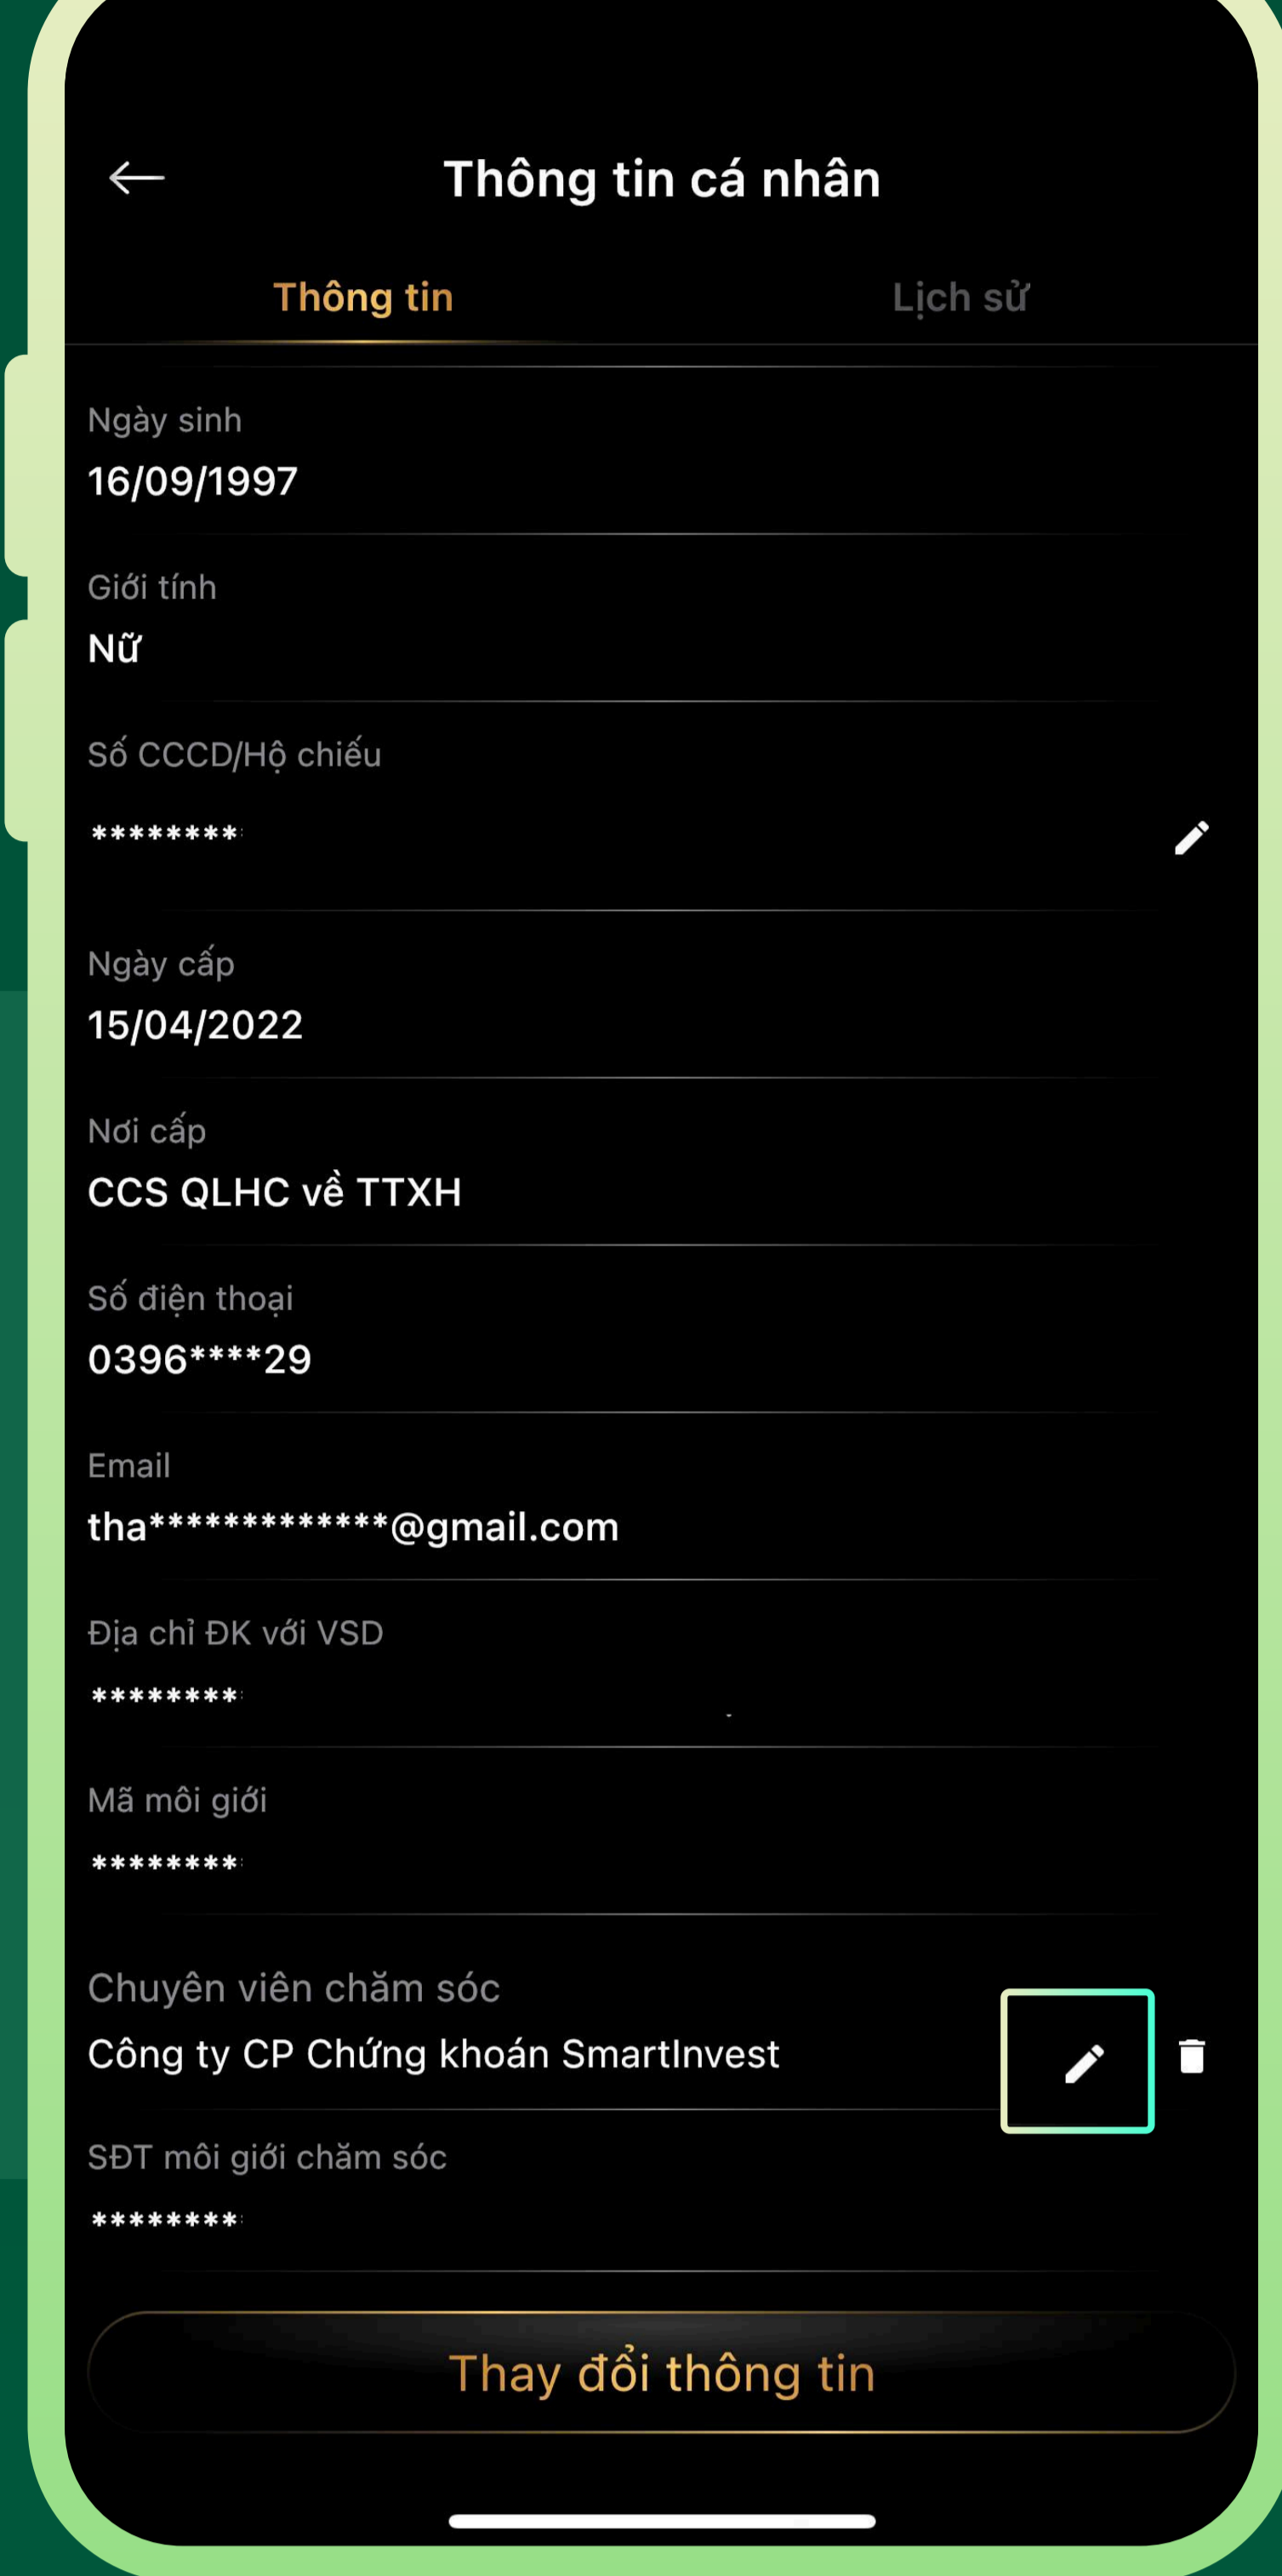 Thông tin cá nhân
Thông tin
Lịch sử
Ngày sinh
16/09/1997
Giới tính
Nữ
Số CCCD/Hộ chiếu
********
Ngày cấp
15/04/2022
Nơi cấp
CCS QLHC về TTXH
Số điện thoại
0396****29
Email
tha*************@gmail.com
Địa chỉ ĐK với VSD
********
Mã môi giới
********
Chuyên viên chăm sóc
Công ty CP Chứng khoán SmartInvest
SĐT môi giới chăm sóc
********
Thay đổi thông tin